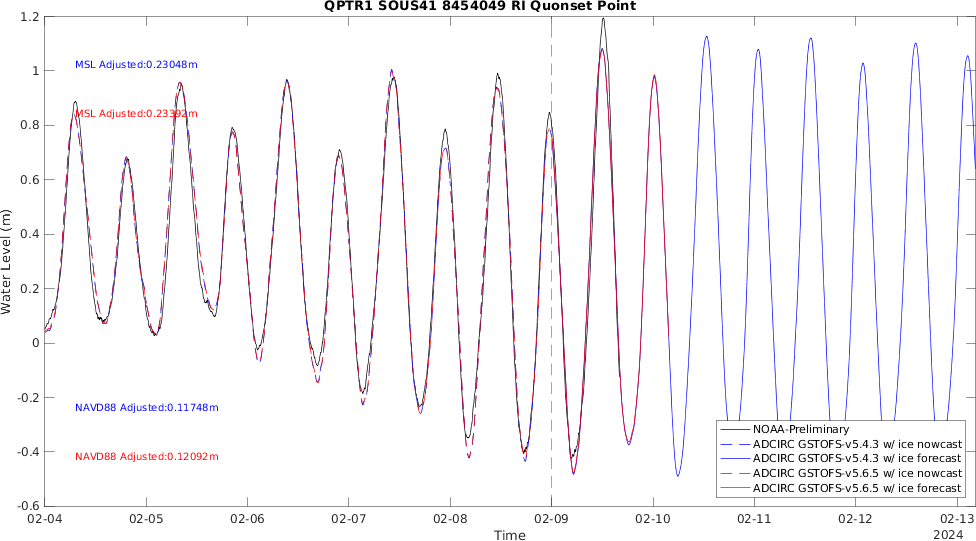 QPTR1 SOUS41 8454049 RI Quonset Point
1.2
1
0.8
0.6
0.4
0.2
0
-0.2
-0.4
-0.6
Water Level (m)
MSL Adjusted:0.23048m
MSL Adjusted:0.23392m
NAVD88 Adjusted:0.11748m
NAVD88 Adjusted:0.12092m
NOAA-Preliminary
ADCIRC GSTOFS-v5.4.3 w/ ice nowcast
ADCIRC GSTOFS-v5.4.3 w/ ice forecast
ADCIRC GSTOFS-v5.6.5 w/ ice nowcast
ADCIRC GSTOFS-v5.6.5 w/ ice forecast
02-04 02-05 02-06 02-07 02-08 02-09 02-10 02-11 02-12 02-13
Time
2024